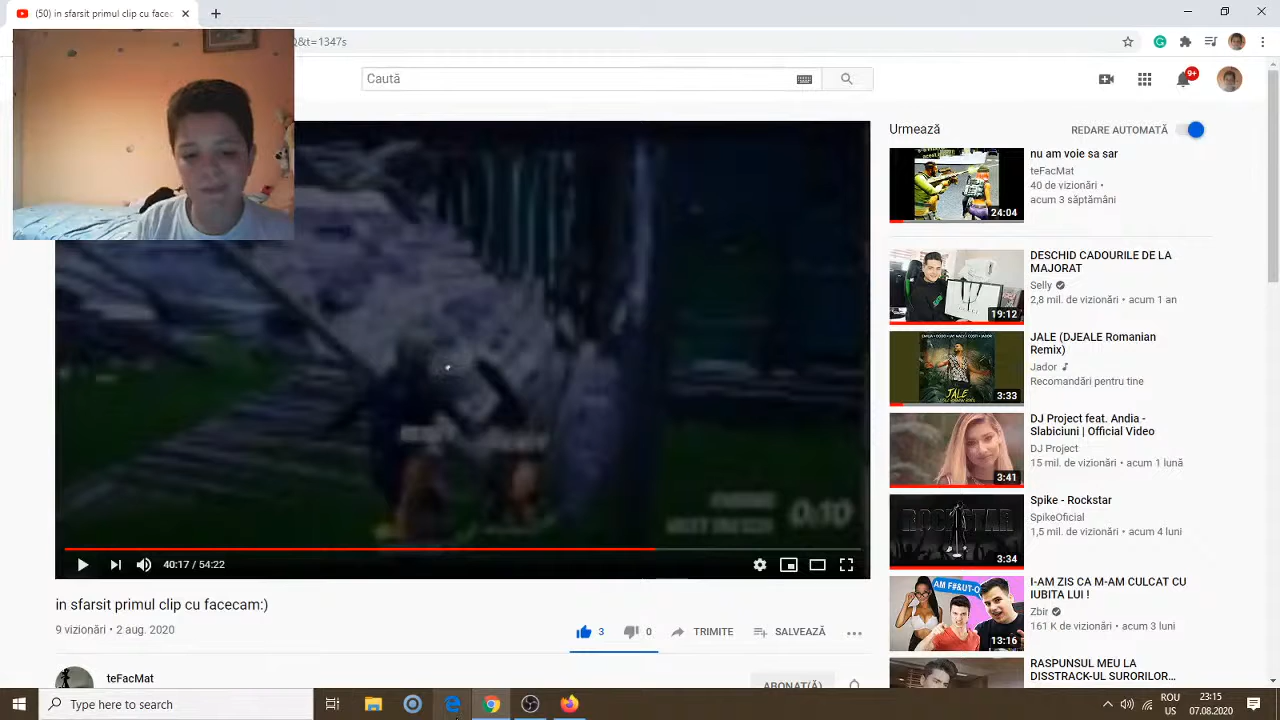 (50) in sfarsit primul clip cu facec
&t=1347s
Caută
9+
Urmează
REDARE AUTOMATĂ
24:04
nu am voie sa sar
teFacMat
40 de vizionări •
acum 3 săptămâni
19:12
DESCHID CADOURILE DE LA
MAJORAT
Selly
2,8 mil. de vizionări • acum 1 an
JALE
3:33
JALE (DJEALE Romanian
Remix)
Jador
Recomandări pentru tine
3:41
DJ Project feat. Andia -
Slabiciuni | Official Video
DJ Project
15 mil. de vizionări • acum 1 lună
ROCKSTAR
3:34
Spike - Rockstar
SpikeOficial
1,5 mil. de vizionări • acum 4 luni
AM F#&UT-O
13:16
I-AM ZIS CA M-AM CULCAT CU
IUBITA LUI !
Zbir
161 K de vizionări • acum 3 luni
RASPUNSUL MEU LA
DISSTRACK-UL SURORILOR...
0:10
40:17 / 54:22
in sfarsit primul clip cu facecam:)
9 vizionări • 2 aug. 2020
3
0
TRIMITE
SALVEAZĂ
teFacMat
ABONAT(Ă)
Type here to search
ROU
US
23:15
07.08.2020